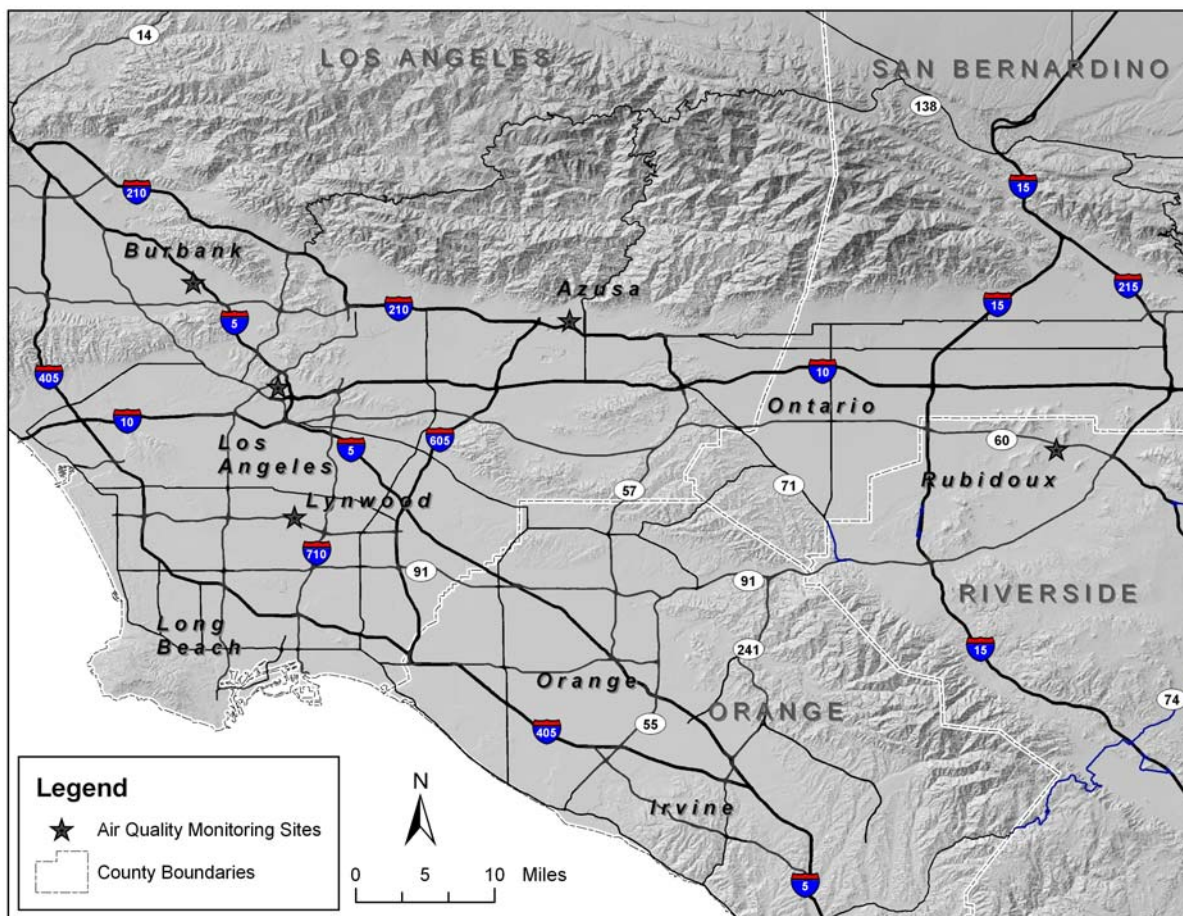 14
LOS ANGELES
SAN BERNARDINO
138
210
15
Burbank
Azusa
215
210
15
5
405
10
Ontario
10
Los
Angeles
5
605
60
Rubidoux
57
71
Lynwood
710
91
91
RIVERSIDE
Long
Beach
241
15
Orange
ORANGE
74
55
405
Irvine
5
Legend
Air Quality Monitoring Sites
County Boundaries
N
0 5 10 Miles